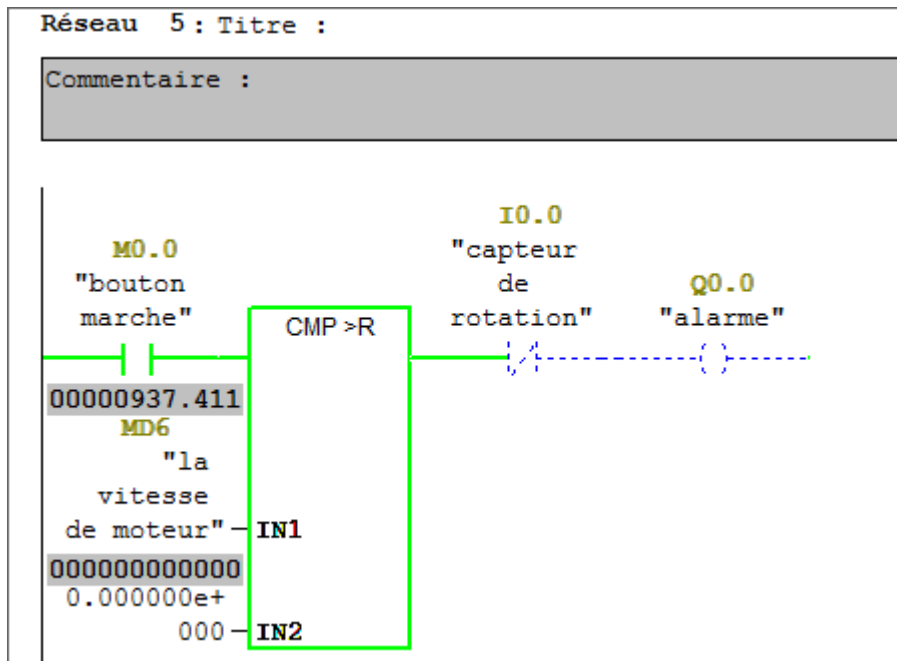 Réseau 5 : Titre :
Commentaire :
I0.0
M0.0 "capteur
"bouton de Q0.0
marche" CMP >R rotation" "alarme"
00000937.411
MD6
"la
vitesse
de moteur" IN1
000000000000
0.000000e+
000 IN2